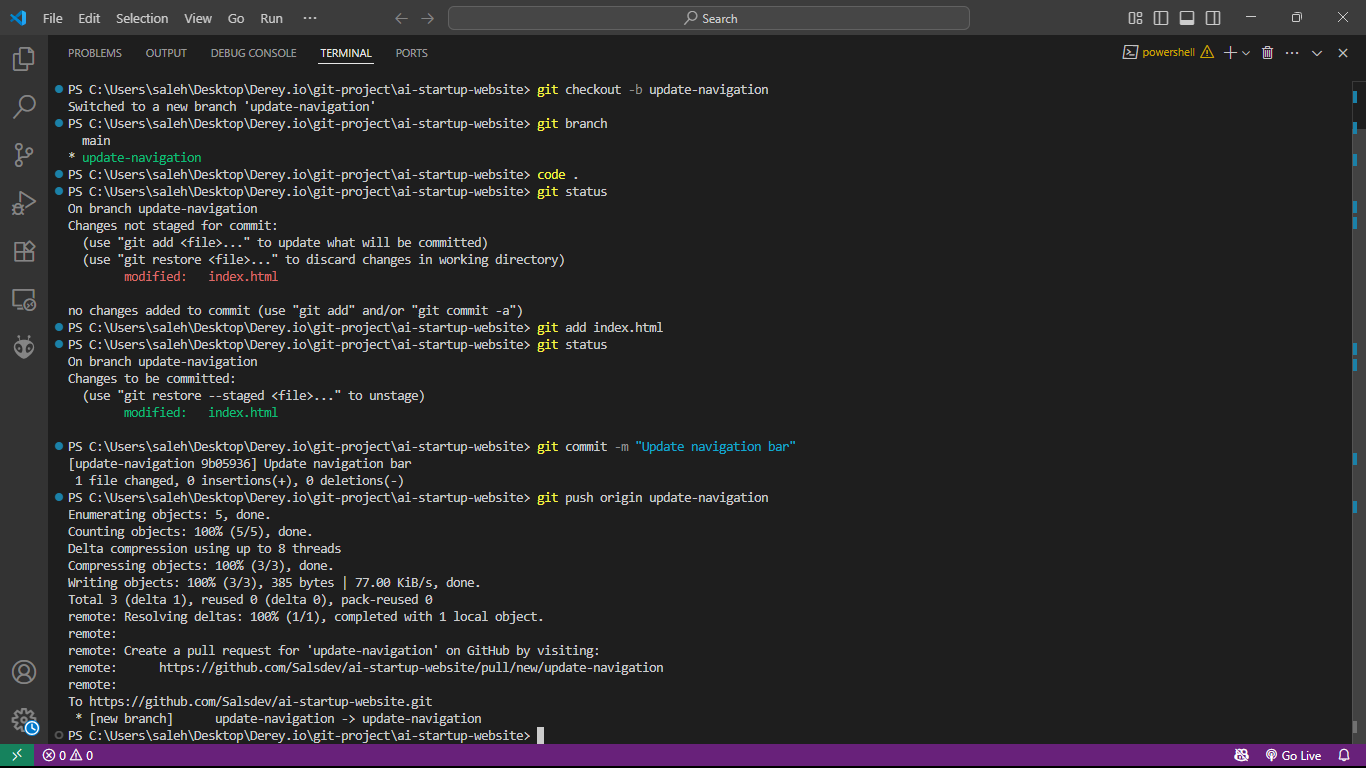 File Edit Selection View Go Run ··· Search
PROBLEMS OUTPUT DEBUG CONSOLE TERMINAL PORTS powershell
PS C:\Users\saleh\Desktop\Derey.io\git-project\ai-startup-website> git checkout -b update-navigation
Switched to a new branch 'update-navigation'
PS C:\Users\saleh\Desktop\Derey.io\git-project\ai-startup-website> git branch
  main
* update-navigation
PS C:\Users\saleh\Desktop\Derey.io\git-project\ai-startup-website> code .
PS C:\Users\saleh\Desktop\Derey.io\git-project\ai-startup-website> git status
On branch update-navigation
Changes not staged for commit:
  (use "git add <file>..." to update what will be committed)
  (use "git restore <file>..." to discard changes in working directory)
        modified:   index.html
no changes added to commit (use "git add" and/or "git commit -a")
PS C:\Users\saleh\Desktop\Derey.io\git-project\ai-startup-website> git add index.html
PS C:\Users\saleh\Desktop\Derey.io\git-project\ai-startup-website> git status
On branch update-navigation
Changes to be committed:
  (use "git restore --staged <file>..." to unstage)
        modified:   index.html
PS C:\Users\saleh\Desktop\Derey.io\git-project\ai-startup-website> git commit -m "Update navigation bar"
[update-navigation 9b05936] Update navigation bar
 1 file changed, 0 insertions(+), 0 deletions(-)
PS C:\Users\saleh\Desktop\Derey.io\git-project\ai-startup-website> git push origin update-navigation
Enumerating objects: 5, done.
Counting objects: 100% (5/5), done.
Delta compression using up to 8 threads
Compressing objects: 100% (3/3), done.
Writing objects: 100% (3/3), 385 bytes | 77.00 KiB/s, done.
Total 3 (delta 1), reused 0 (delta 0), pack-reused 0
remote: Resolving deltas: 100% (1/1), completed with 1 local object.
remote:
remote: Create a pull request for 'update-navigation' on GitHub by visiting:
remote:      https://github.com/Salsdev/ai-startup-website/pull/new/update-navigation
remote:
To https://github.com/Salsdev/ai-startup-website.git
 * [new branch]      update-navigation -> update-navigation
PS C:\Users\saleh\Desktop\Derey.io\git-project\ai-startup-website>
0 0 Go Live